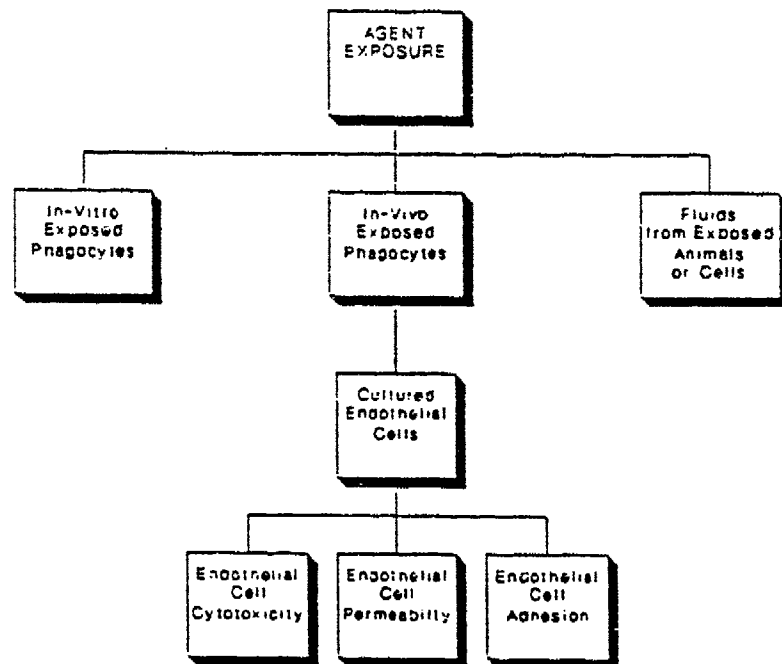 AGENT
EXPOSURE
In-Vitro
Exposed
Phagocytes
In-Vivo
Exposed
Phagocytes
Fluids
from Exposed
Animals
or Cells
Cultured
Endothelial
Cells
Endothelial
Cell
Cytotoxicity
Endothelial
Cell
Permeability
Endothelial
Cell
Adhesion